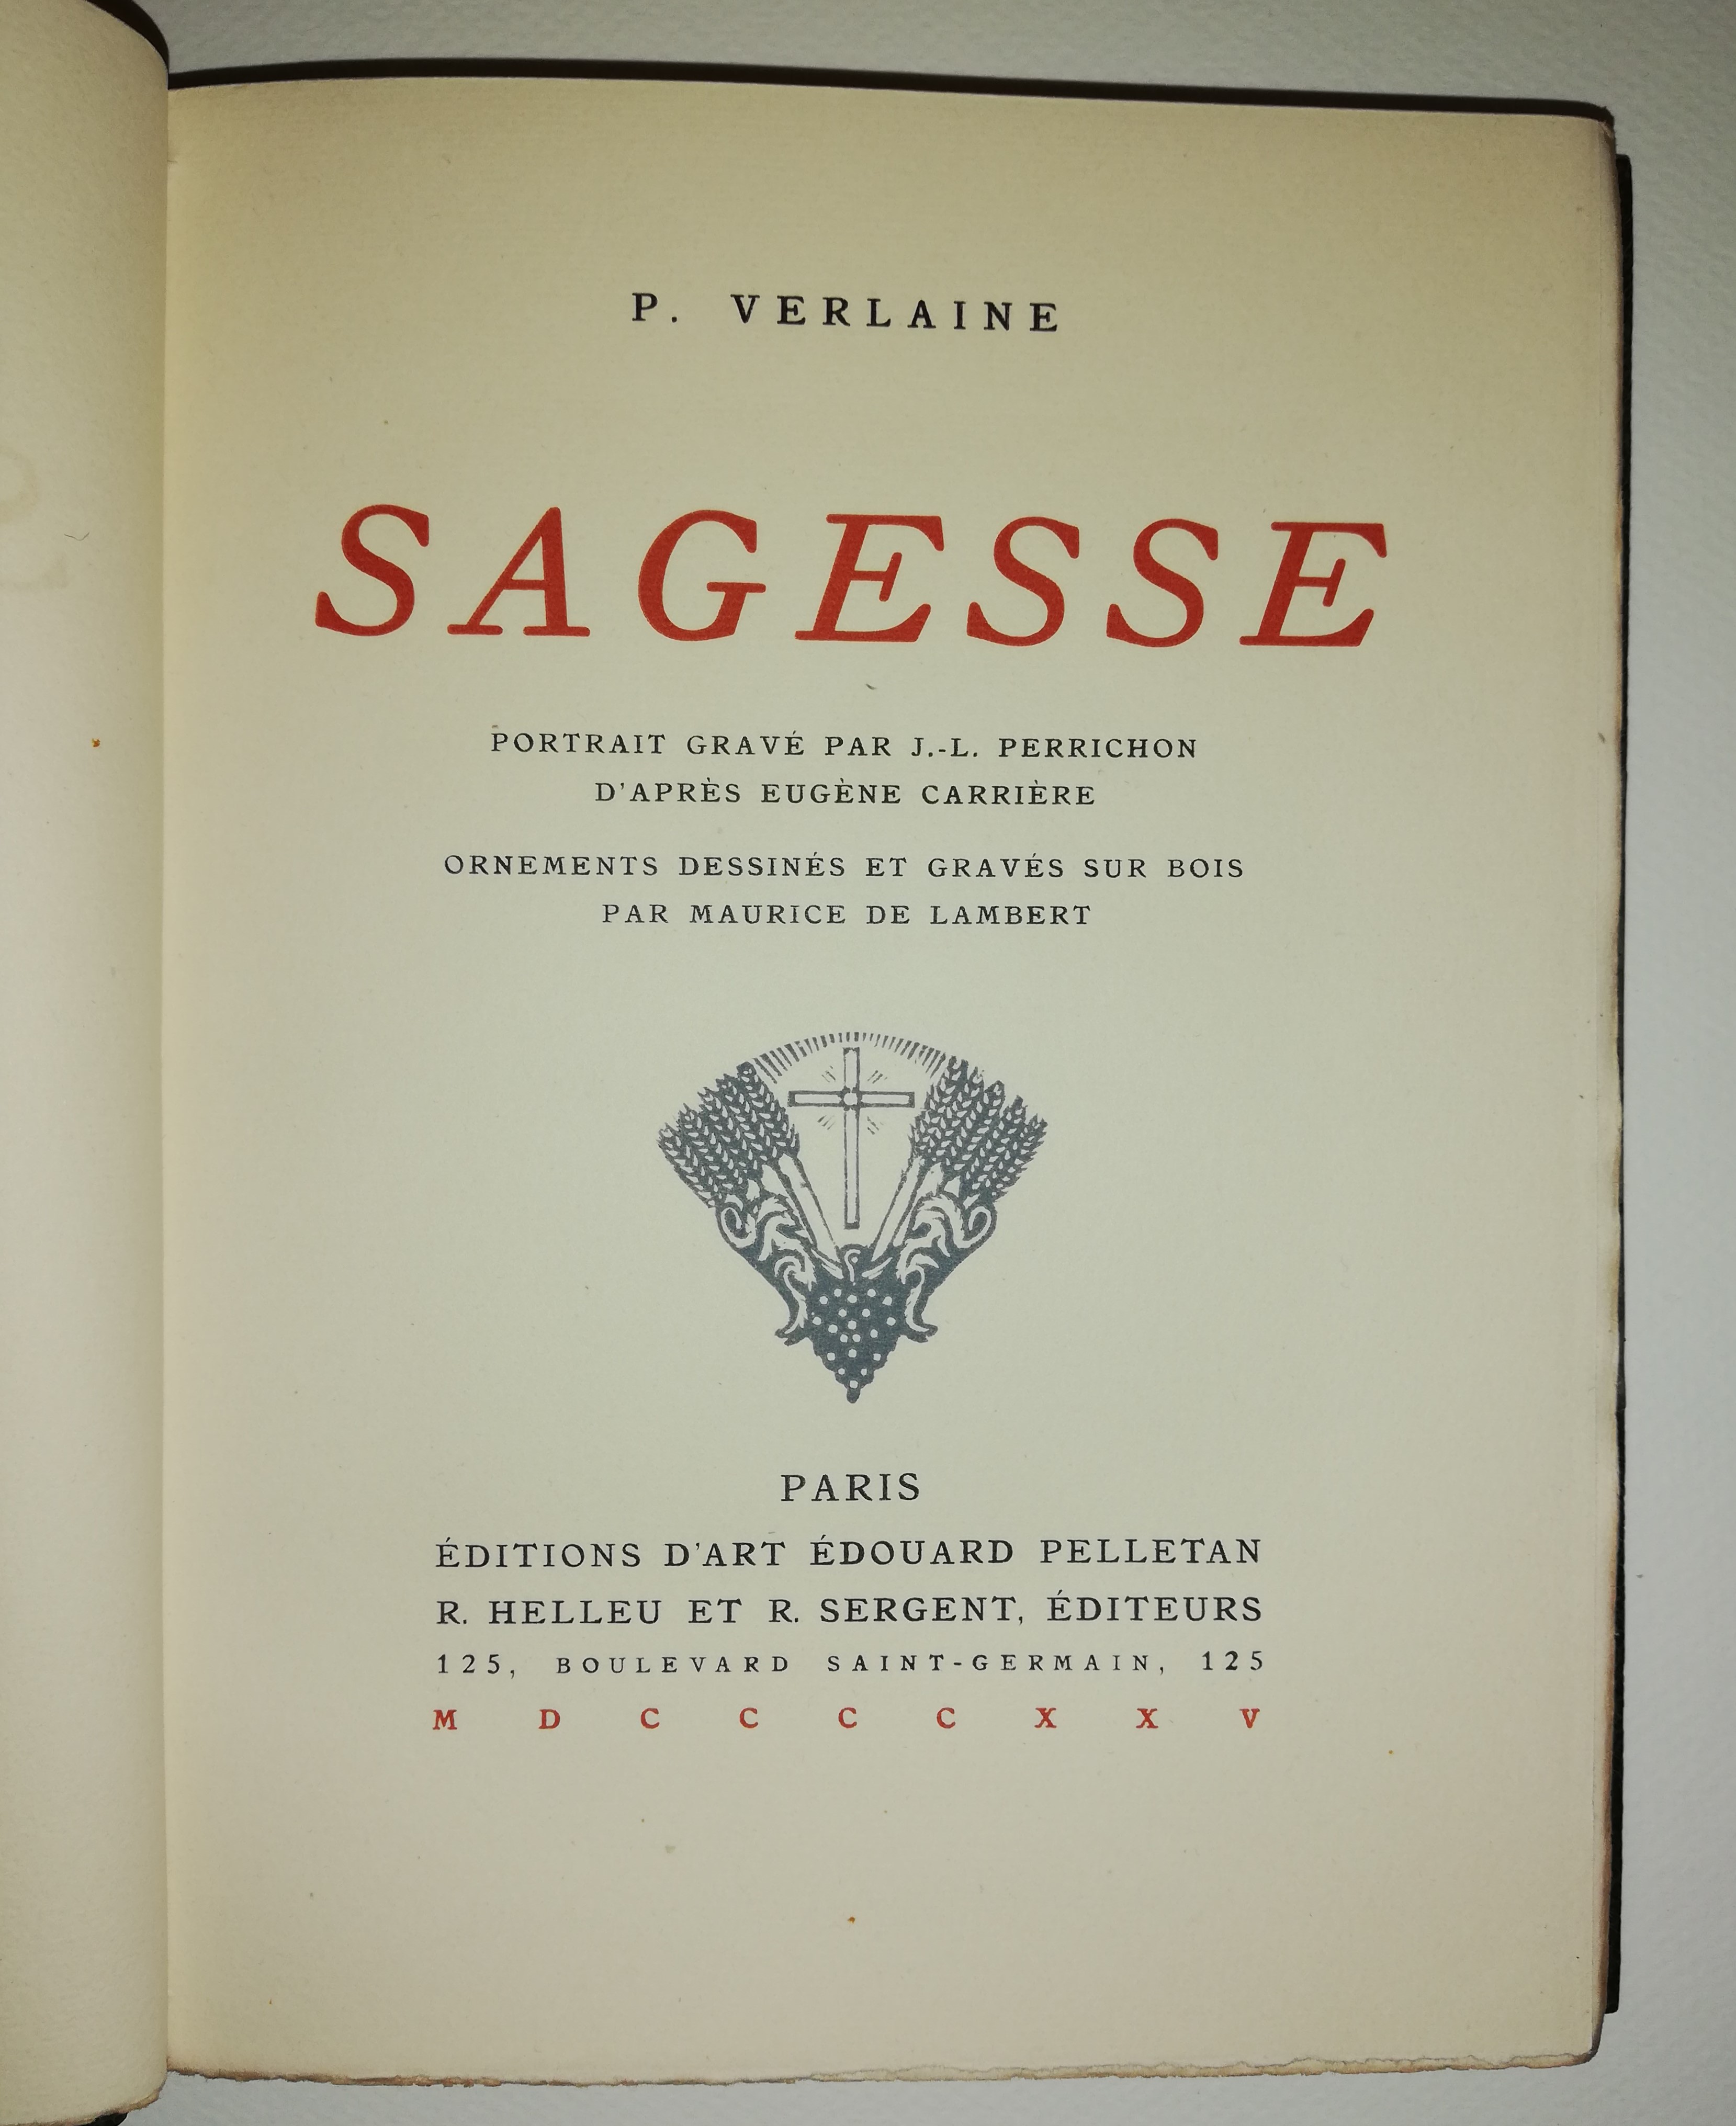 P. VERLAINE
SAGESSE
PORTRAIT GRAVÉ PAR J.-L. PERRICHON
D'APRÈS EUGÈNE CARRIÈRE
ORNEMENTS DESSINÉS ET GRAVÉS SUR BOIS
PAR MAURICE DE LAMBERT
PARIS
ÉDITIONS D'ART ÉDOUARD PELLETAN
R. HELLEU ET R. SERGENT, ÉDITEURS
125, BOULEVARD SAINT-GERMAIN, 125
M D C C C C X X V